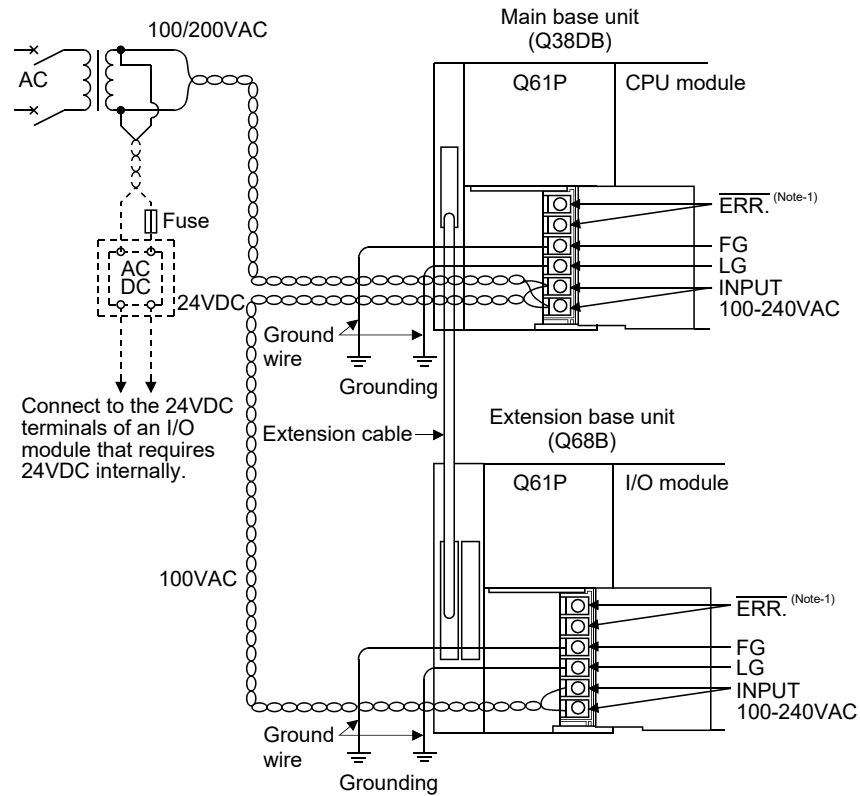 Main base unit
(Q38DB)
100/200VAC
AC
Q61P
CPU module
ERR. (Note-1)
Fuse
FG
LG
AC
DC
INPUT
100-240VAC
24VDC
Ground
wire
Grounding
Connect to the 24VDC
terminals of an I/O
module that requires
24VDC internally.
Extension cable
Extension base unit
(Q68B)
Q61P
I/O module
100VAC
ERR. (Note-1)
FG
LG
INPUT
100-240VAC
Ground
wire
Grounding